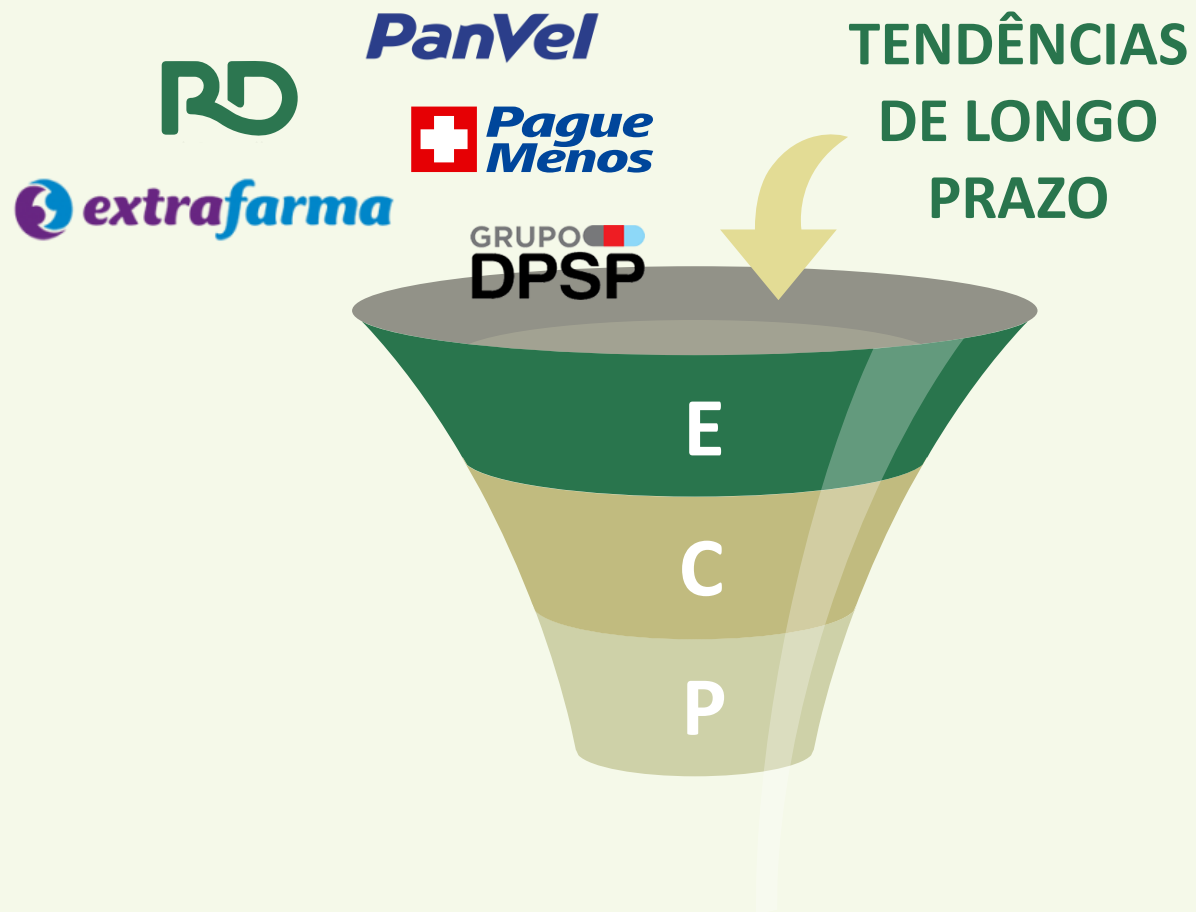 PanVel
TENDÊNCIAS
DE LONGO
PRAZO
RD
Pague
Menos
extrafarma
GRUPO
DPSP
E
C
P